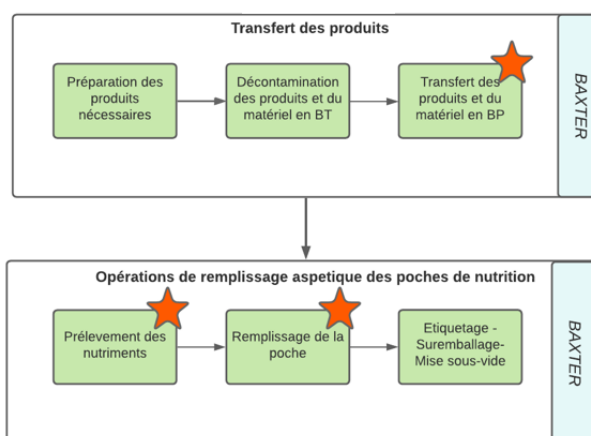 Transfert des produits
Préparation des
produits
nécessaires
Décontamination
des produits et du
matériel en BT
Transfert des
produits et du
matériel en BP
BAXTER
Opérations de remplissage aspetique des poches de nutrition
Prélevement des
nutriments
Remplissage de la
poche
Etiquetage -
Suremballage-
Mise sous-vide
BAXTER